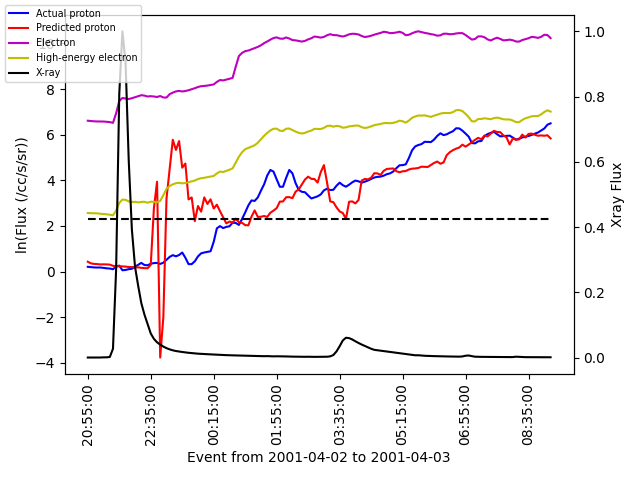 Actual proton
Predicted proton
Electron
High-energy electron
X-ray
8
6
4
2
0
−2
−4
ln(Flux (/cc/s/sr))
1.0
0.8
0.6
0.4
0.2
0.0
Xray Flux
20:55:00
22:35:00
00:15:00
01:55:00
03:35:00
05:15:00
06:55:00
08:35:00
Event from 2001-04-02 to 2001-04-03